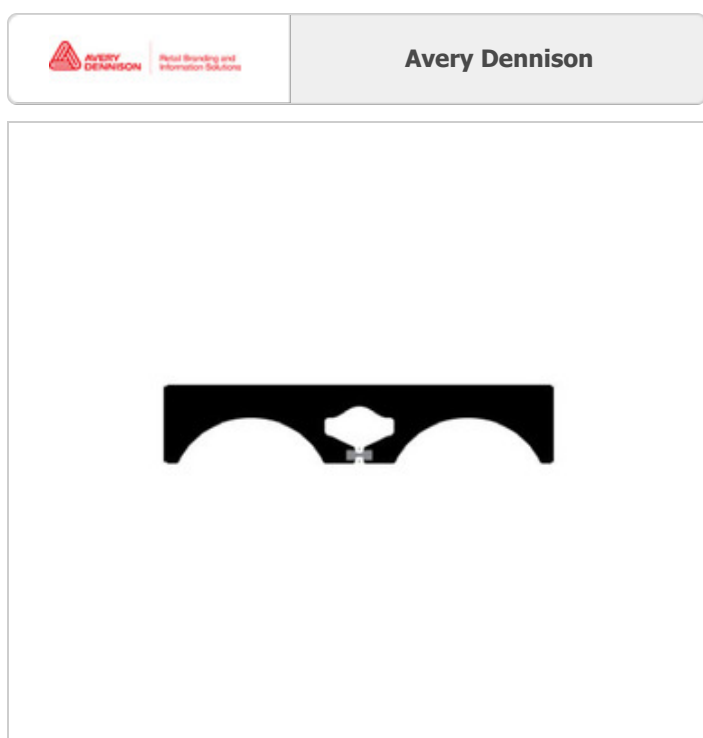 AVERY
DENNISON
Retail Branding and
Information Solutions
Avery Dennison